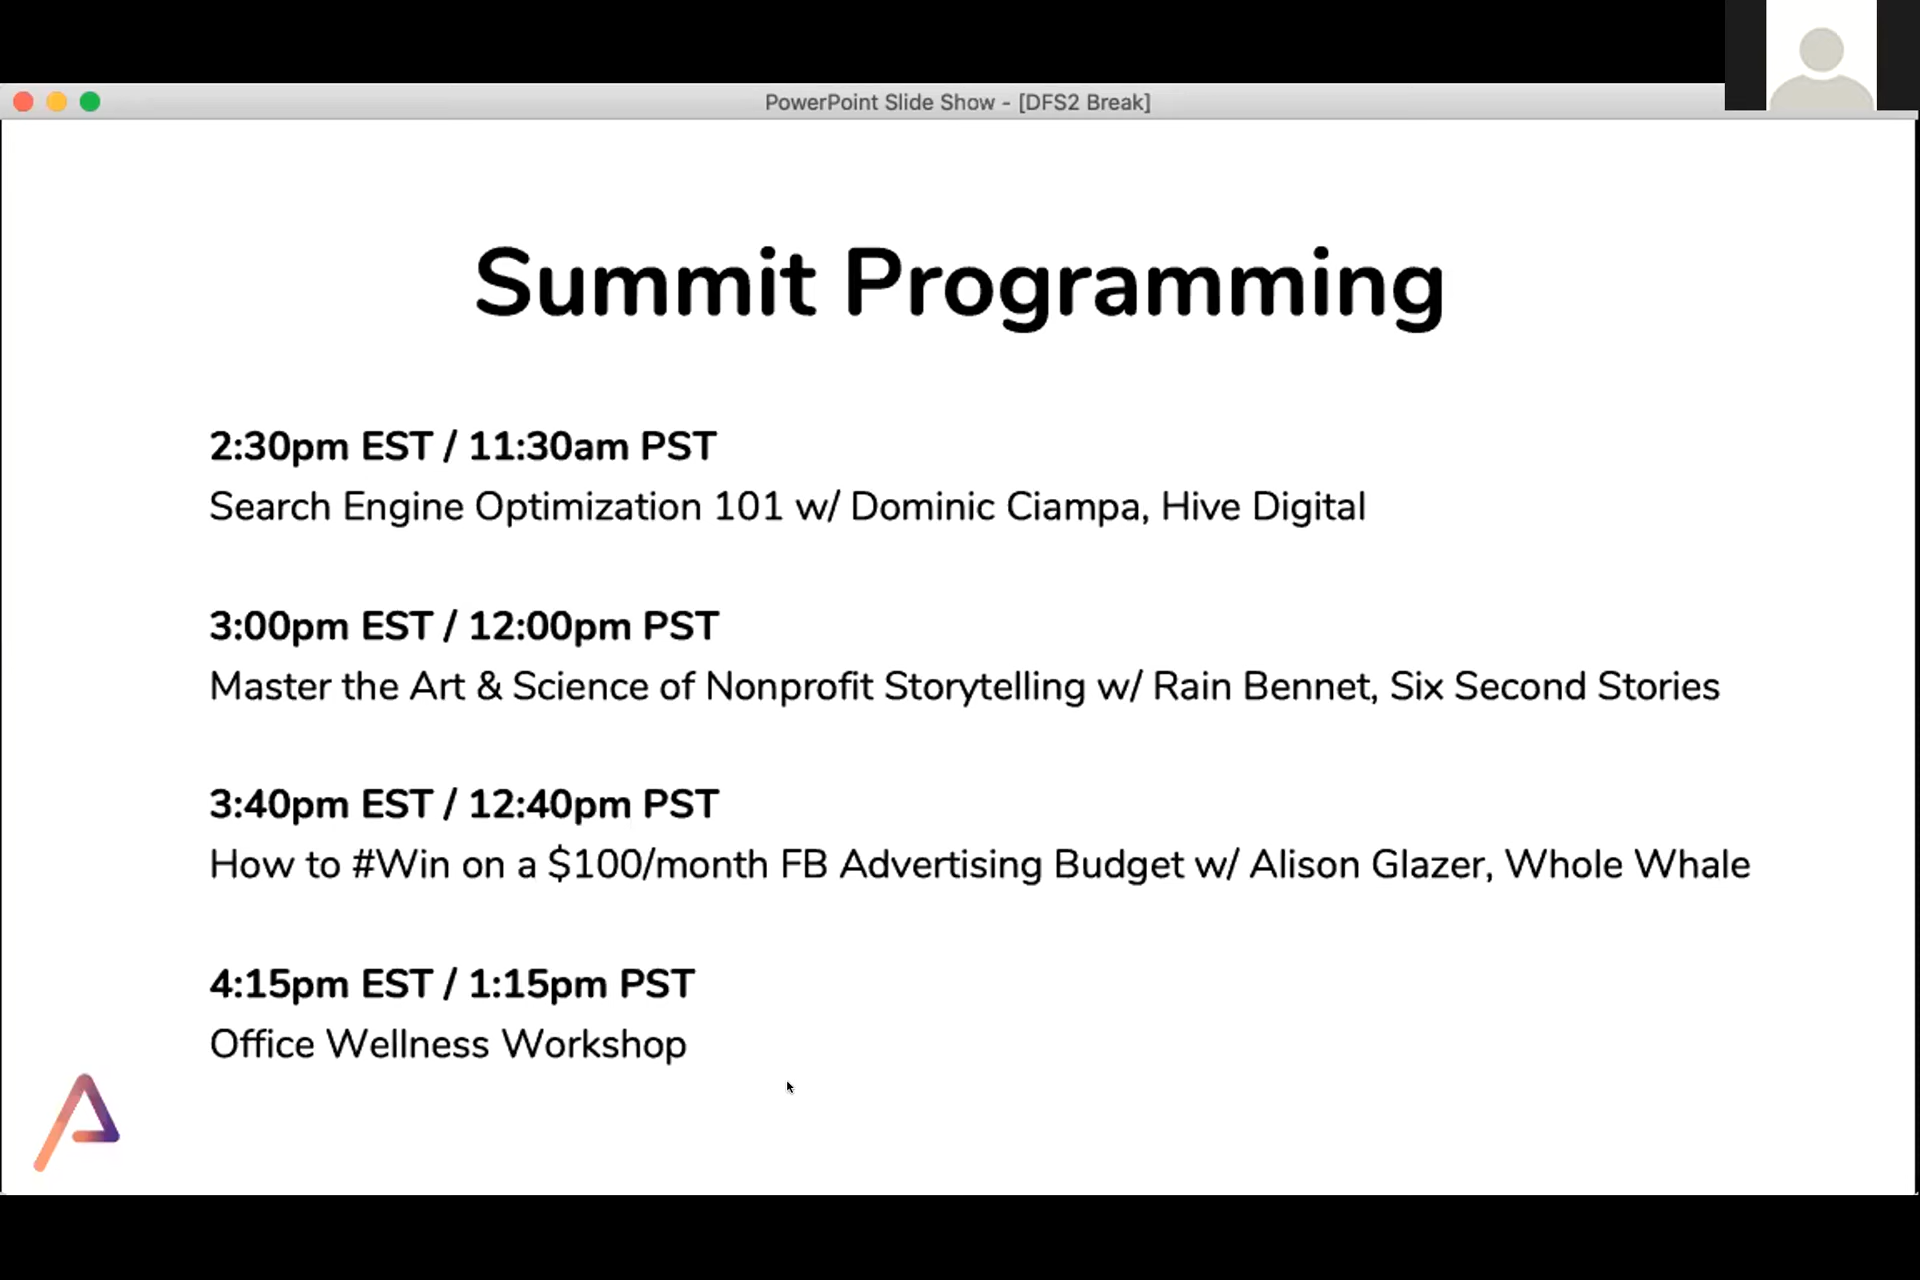 PowerPoint Slide Show - [DFS2 Break]
Summit Programming
2:30pm EST / 11:30am PST
Search Engine Optimization 101 w/ Dominic Ciampa, Hive Digital
3:00pm EST / 12:00pm PST
Master the Art & Science of Nonprofit Storytelling w/ Rain Bennet, Six Second Stories
3:40pm EST / 12:40pm PST
How to #Win on a $100/month FB Advertising Budget w/ Alison Glazer, Whole Whale
4:15pm EST / 1:15pm PST
Office Wellness Workshop